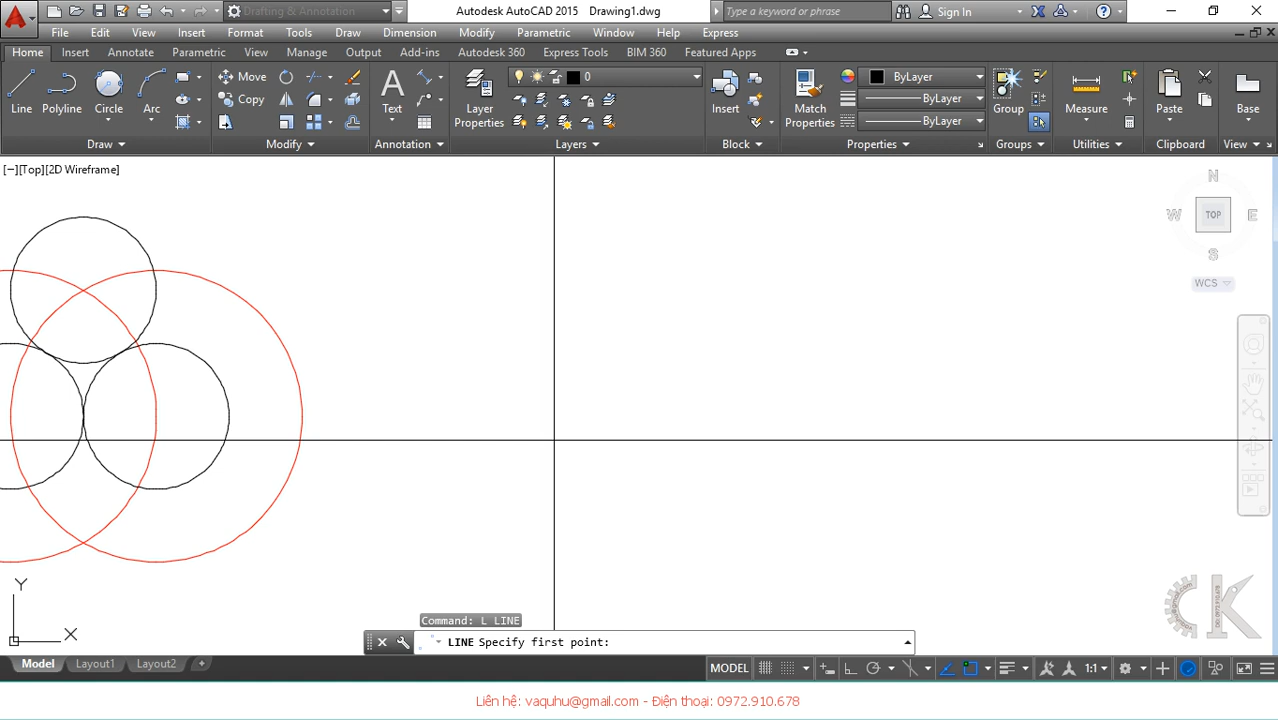 Drafting & Annotation
Autodesk AutoCAD 2015 Drawing1.dwg
Type a keyword or phrase
Sign In
File Edit View Insert Format Tools Draw Dimension Modify Parametric Window Help Express
Home Insert Annotation Parametric View Manage Output Add-ins Autodesk 360 Express Tools BIM 360 Featured Apps
Line Polyline Circle Arc
Move
Copy
Text
Layer Properties
0
Insert
Match Properties
ByLayer
ByLayer
ByLayer
Group
Measure
Paste
Base
Draw Modify Annotation Layers Block Properties Groups Utilities Clipboard View
[−][Top][2D Wireframe]
N
W TOP E
S
WCS
Y
X
Command: L LINE
LINE Specify first point:
Model Layout1 Layout2 +
MODEL
1:1
Liên hệ: vaquhu@gmail.com - Điện thoại: 0972.910.678